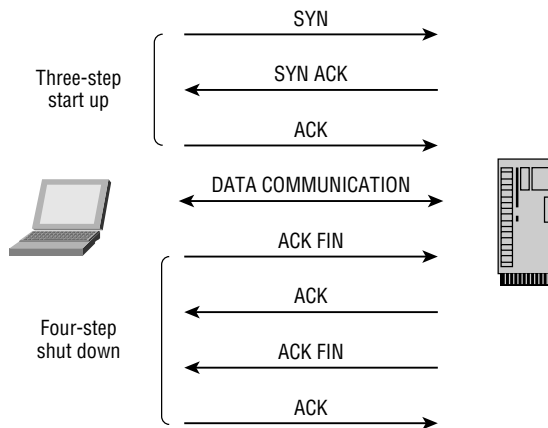 SYN
Three-step
start up
SYN ACK
ACK
DATA COMMUNICATION
ACK FIN
ACK
Four-step
shut down
ACK FIN
ACK